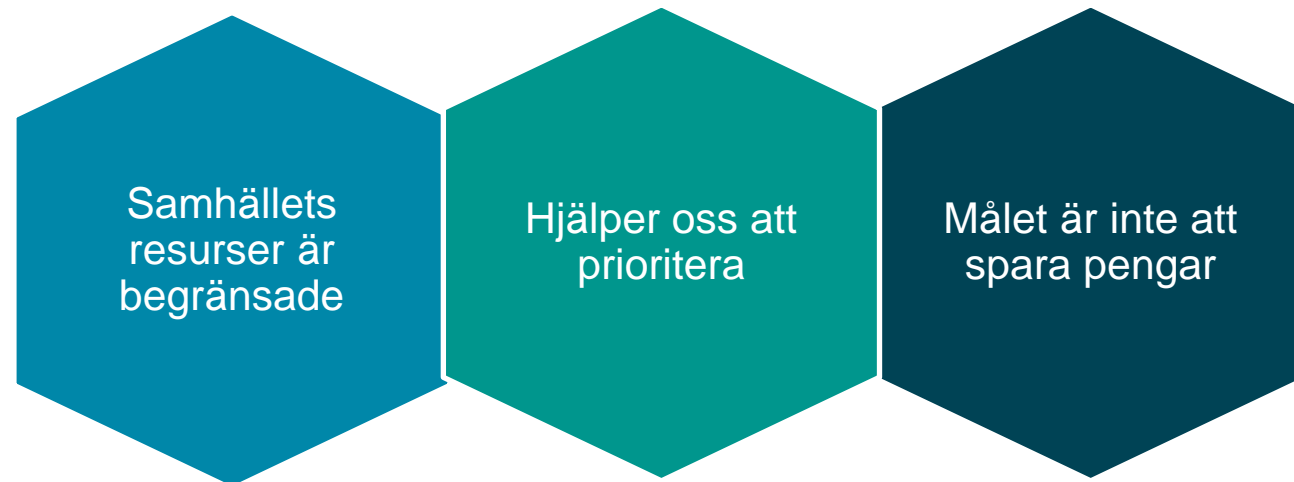 Samhällets
resurser är
begränsade
Hjälper oss att
prioritera
Målet är inte att
spara pengar